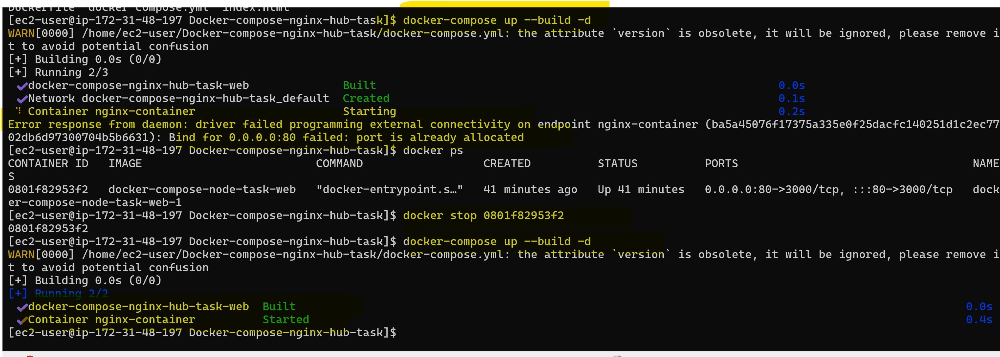 Dockerfile  docker-compose.yml  index.html
[ec2-user@ip-172-31-48-197 Docker-compose-nginx-hub-task]$ docker-compose up --build -d
WARN[0000] /home/ec2-user/Docker-compose-nginx-hub-task/docker-compose.yml: the attribute `version` is obsolete, it will be ignored, please remove i
t to avoid potential confusion
[+] Building 0.0s (0/0)
[+] Running 2/3
✔docker-compose-nginx-hub-task-web Built 0.0s
✔Network docker-compose-nginx-hub-task_default Created 0.1s
⠹ Container nginx-container Starting 0.2s
Error response from daemon: driver failed programming external connectivity on endpoint nginx-container (ba5a45076f17375a335e0f25dacfc140251d1c2ec77
02db6d97300704b5b6631): Bind for 0.0.0.0:80 failed: port is already allocated
[ec2-user@ip-172-31-48-197 Docker-compose-nginx-hub-task]$ docker ps
CONTAINER ID   IMAGE   COMMAND   CREATED   STATUS   PORTS   NAME
S
0801f82953f2   docker-compose-node-task-web   "docker-entrypoint.s…"   41 minutes ago   Up 41 minutes   0.0.0.0:80->3000/tcp, :::80->3000/tcp   dock
er-compose-node-task-web-1
[ec2-user@ip-172-31-48-197 Docker-compose-nginx-hub-task]$ docker stop 0801f82953f2
0801f82953f2
[ec2-user@ip-172-31-48-197 Docker-compose-nginx-hub-task]$ docker-compose up --build -d
WARN[0000] /home/ec2-user/Docker-compose-nginx-hub-task/docker-compose.yml: the attribute `version` is obsolete, it will be ignored, please remove i
t to avoid potential confusion
[+] Building 0.0s (0/0)
[+] Running 2/2
✔docker-compose-nginx-hub-task-web Built 0.0s
✔Container nginx-container Started 0.4s
[ec2-user@ip-172-31-48-197 Docker-compose-nginx-hub-task]$